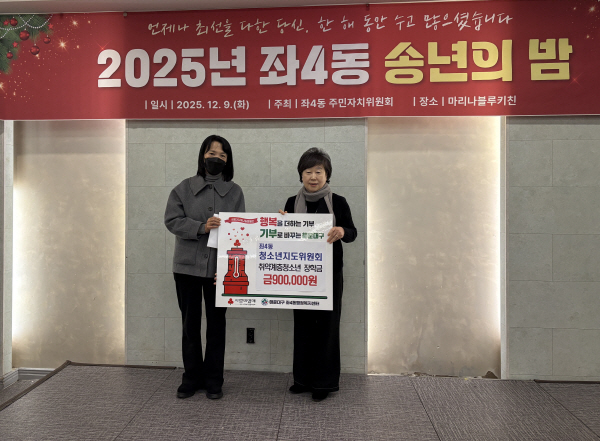 언제나 최선을 다한 당신, 한 해 동안 수고 많으셨습니다
2025년 좌4동 송년의 밤
| 일시 | 2025. 12. 9.(화) | 주최 | 좌4동 주민자치위원회 | 장소 | 마리나블루키친
행복을 더하는 기부
기부로 바꾸는
좌4동
청소년지도위원회
취약계층청소년 장학금
금900,000원